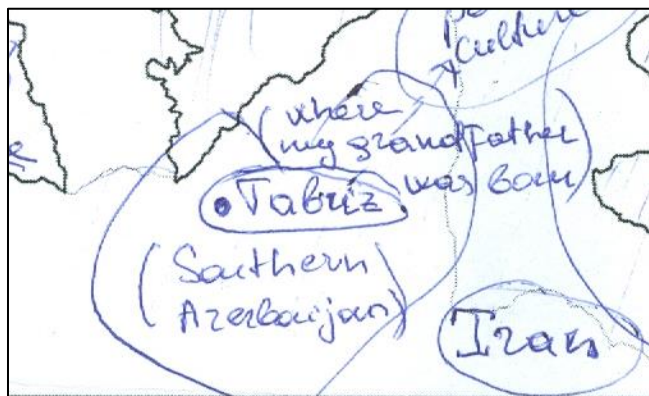 Culture
(where
my grandfather
was born)
Tabriz
(Southern
Azerbaijan)
Iran